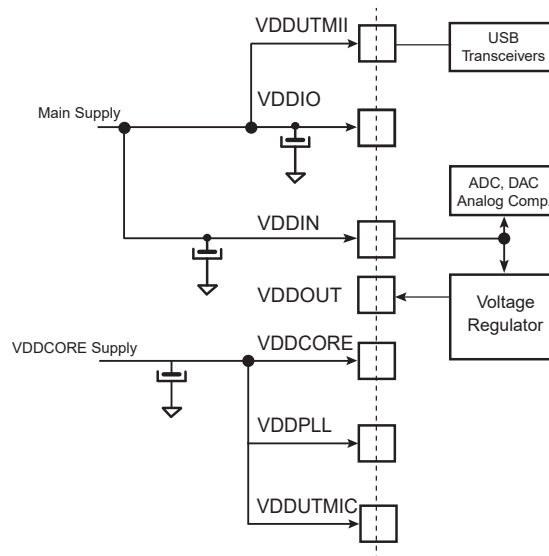 VDDUTMII
USB
Transceivers
VDDIO
Main Supply
ADC, DAC
Analog Comp.
VDDIN
VDDOUT
Voltage
Regulator
VDDCORE
VDDCORE Supply
VDDPLL
VDDUTMIC